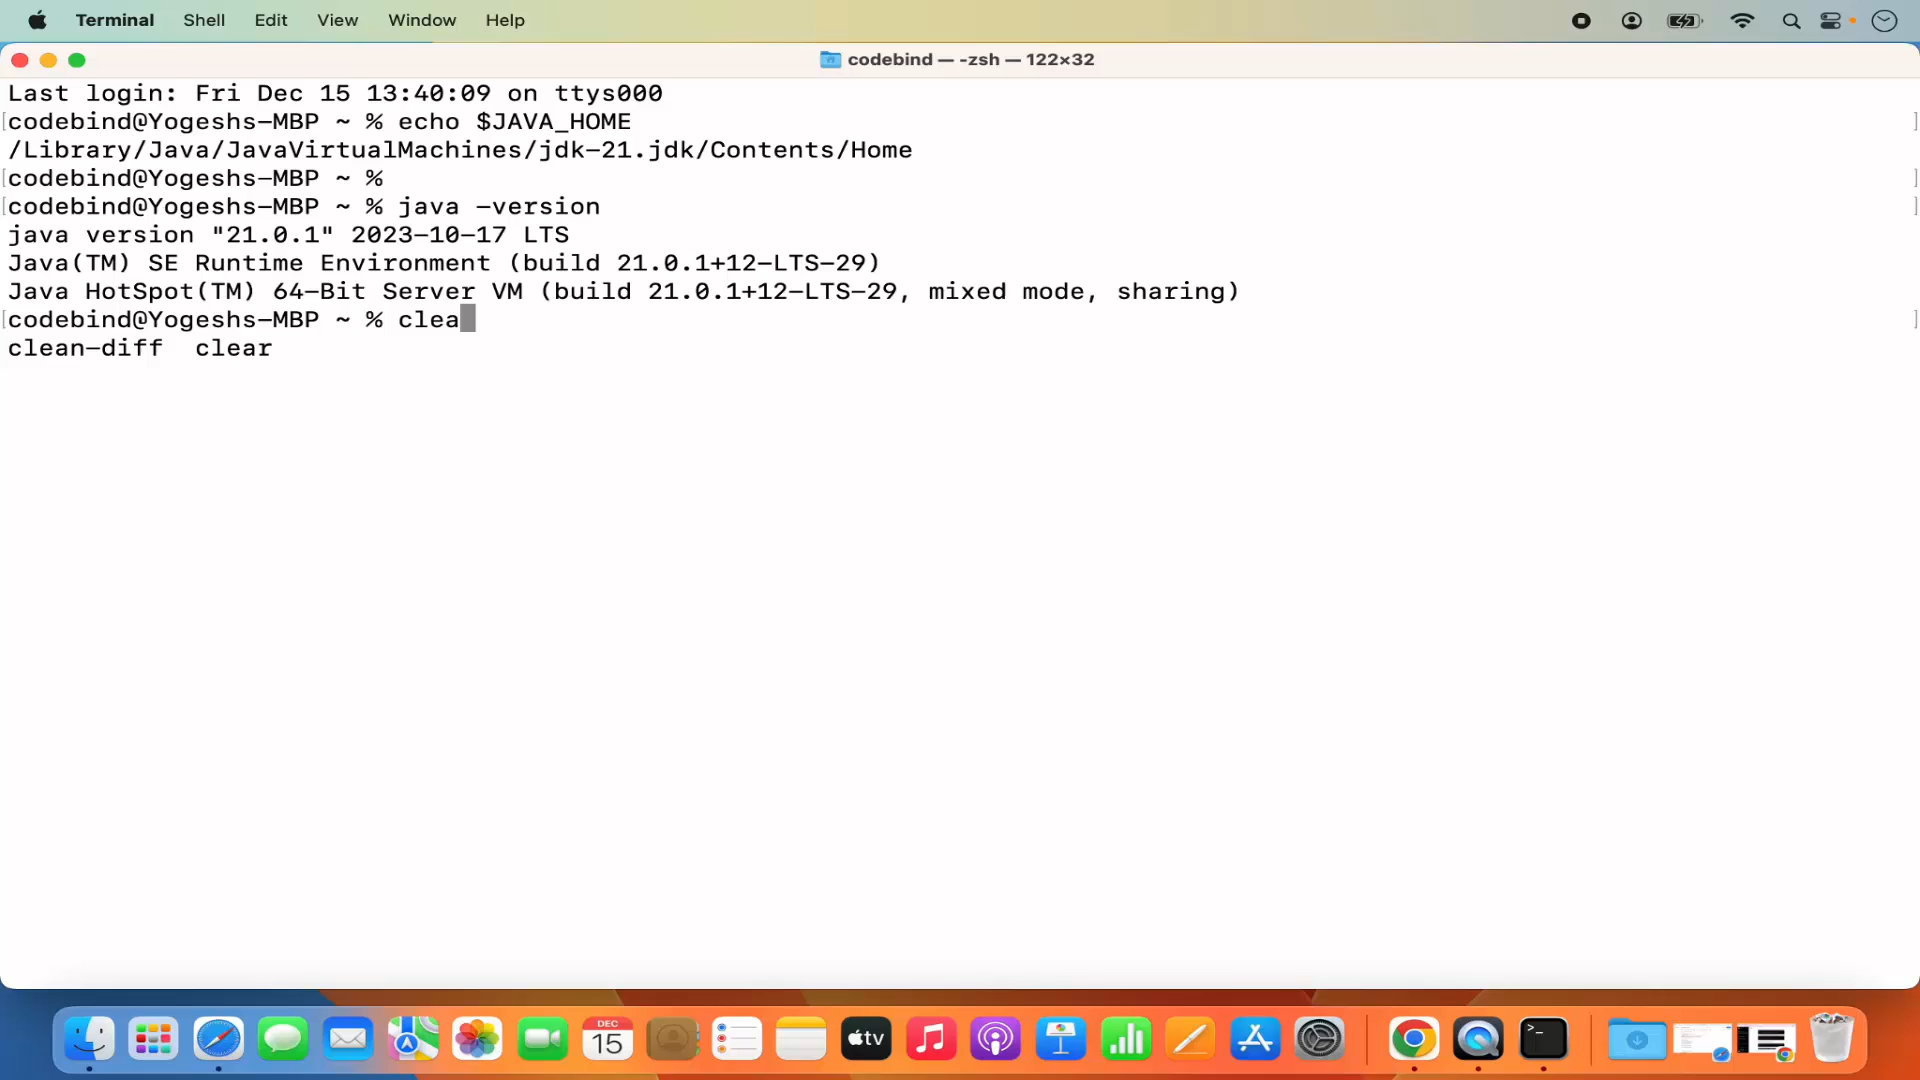 Terminal Shell Edit View Window Help
codebind — -zsh — 122×32
Last login: Fri Dec 15 13:40:09 on ttys000
[codebind@Yogeshs-MBP ~ % echo $JAVA_HOME ]
/Library/Java/JavaVirtualMachines/jdk-21.jdk/Contents/Home
[codebind@Yogeshs-MBP ~ % ]
[codebind@Yogeshs-MBP ~ % java -version ]
java version "21.0.1" 2023-10-17 LTS
Java(TM) SE Runtime Environment (build 21.0.1+12-LTS-29)
Java HotSpot(TM) 64-Bit Server VM (build 21.0.1+12-LTS-29, mixed mode, sharing)
[codebind@Yogeshs-MBP ~ % clea ]
clean-diff clear
DEC
15
tv
>_